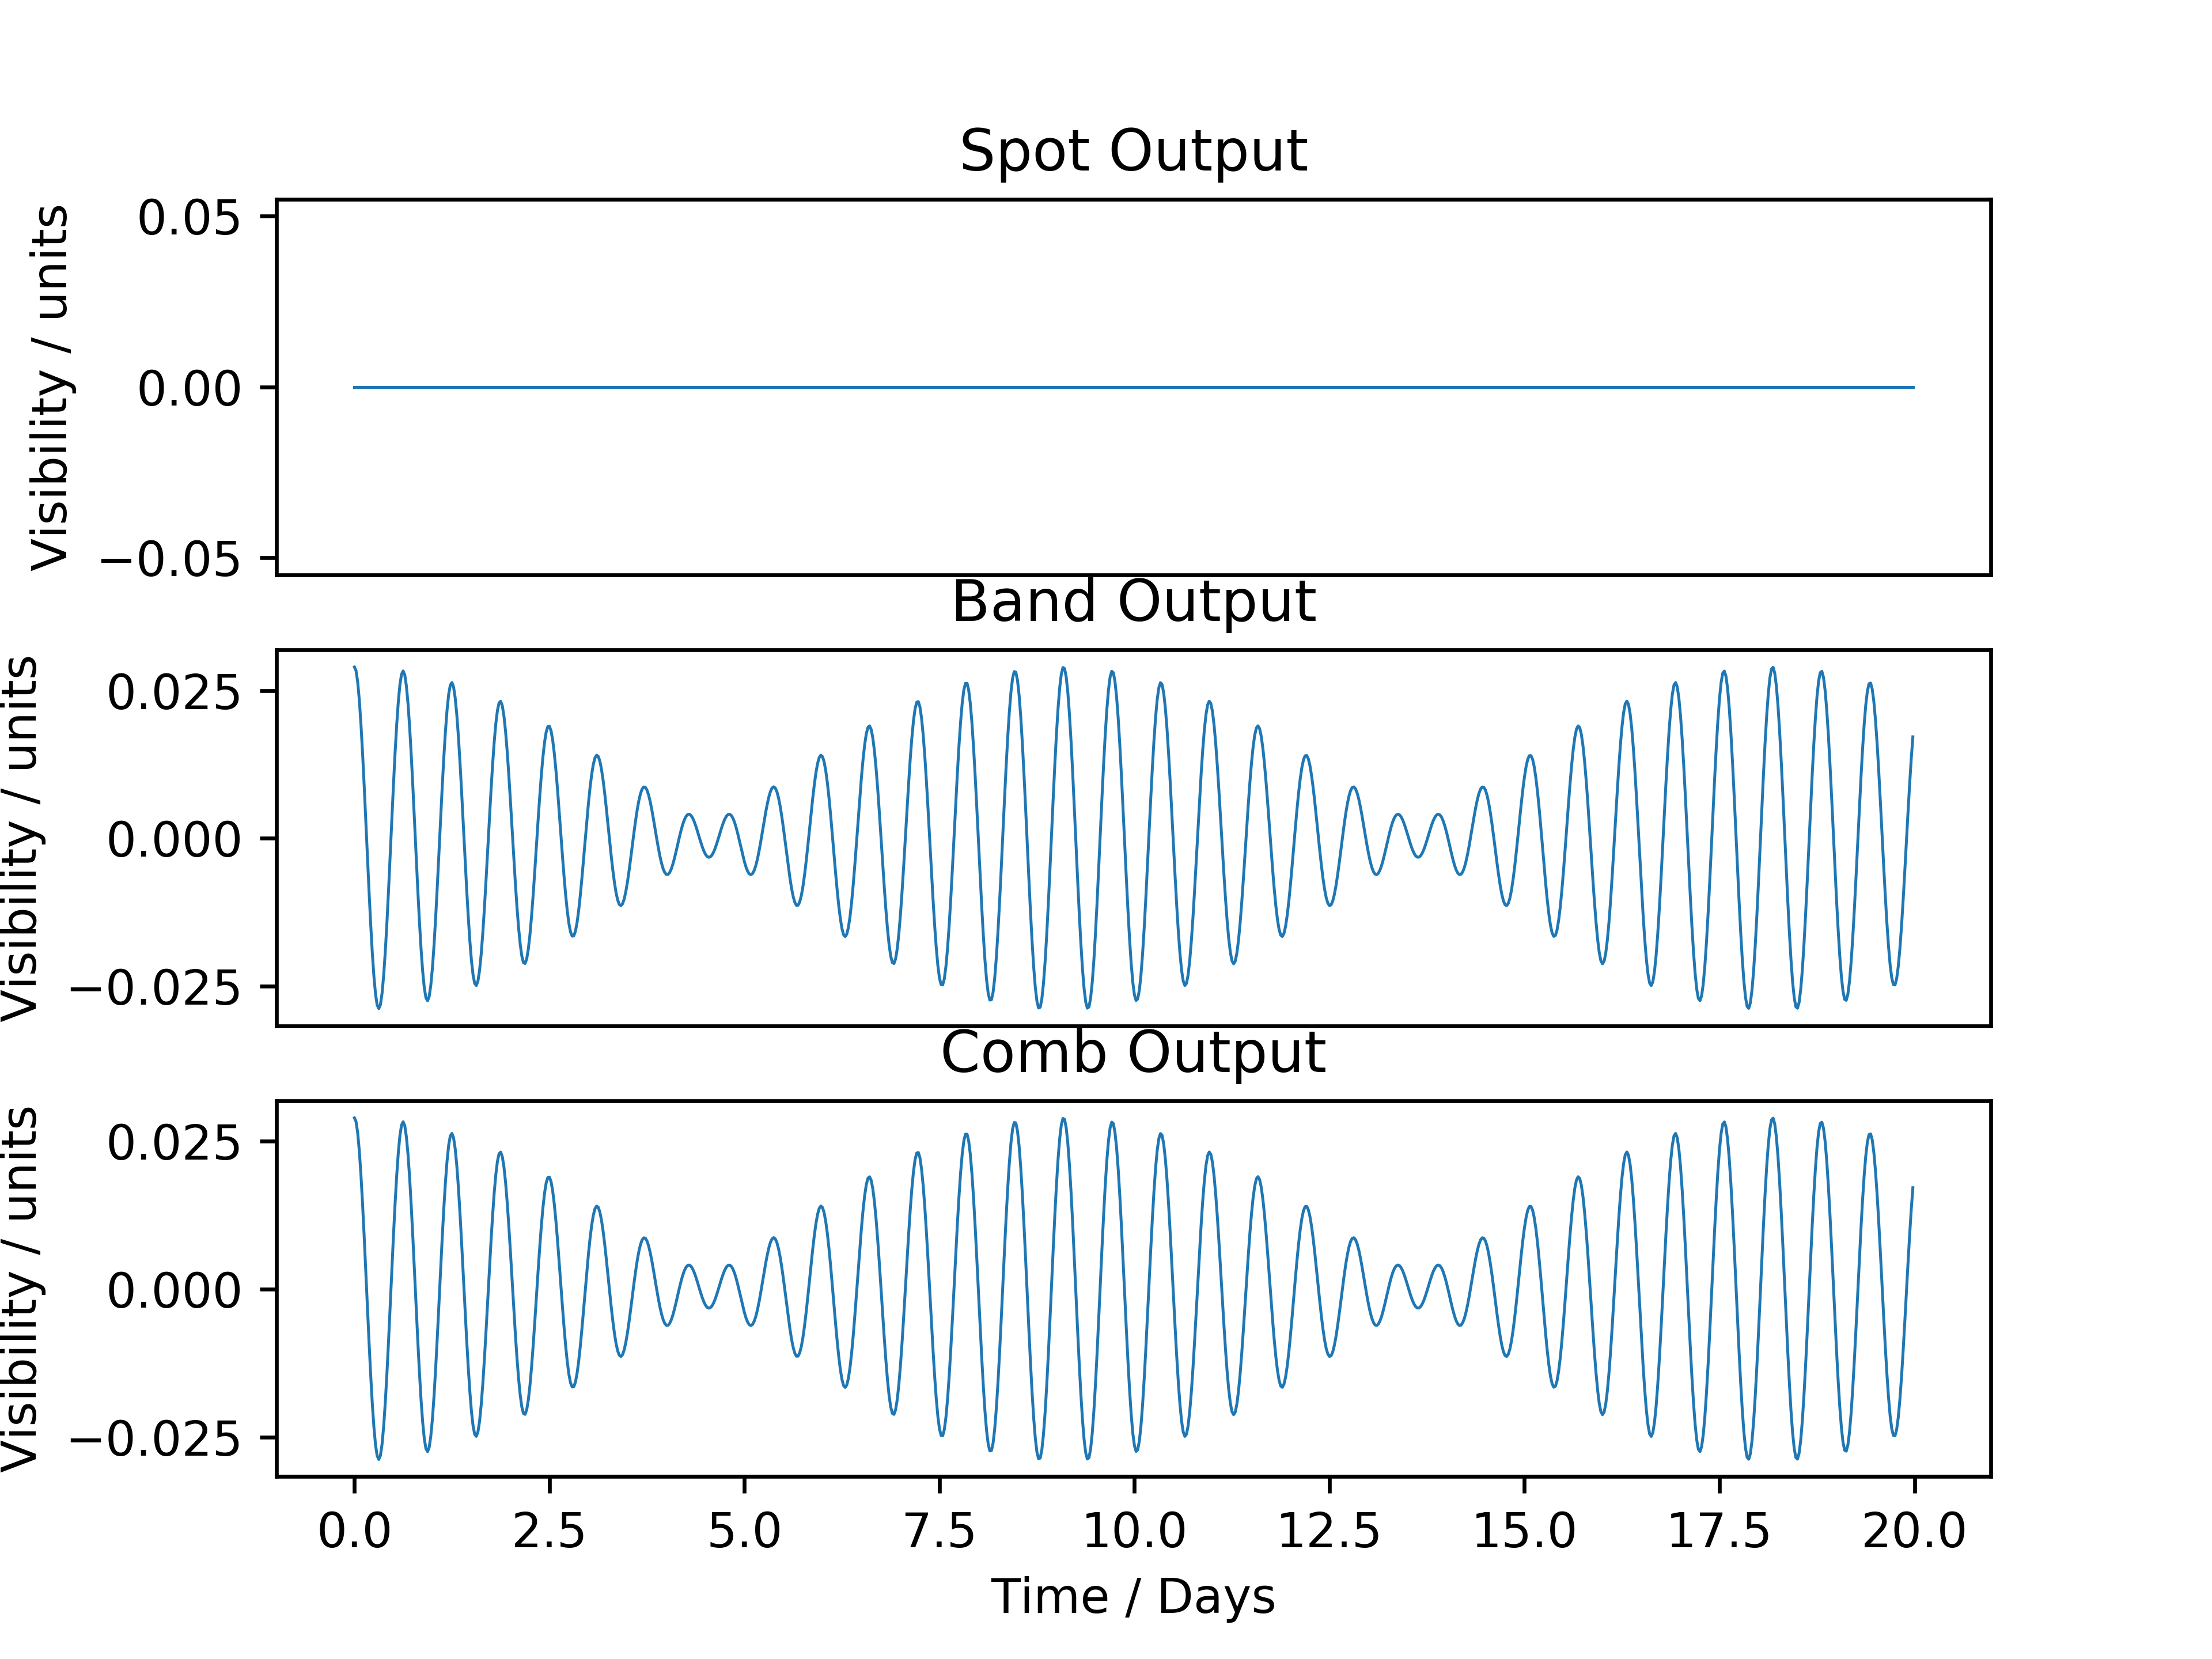 Spot Output
Visibility / units
0.05
0.00
−0.05
Band Output
Visibility / units
0.025
0.000
−0.025
Comb Output
Visibility / units
0.025
0.000
−0.025
0.0 2.5 5.0 7.5 10.0 12.5 15.0 17.5 20.0
Time / Days